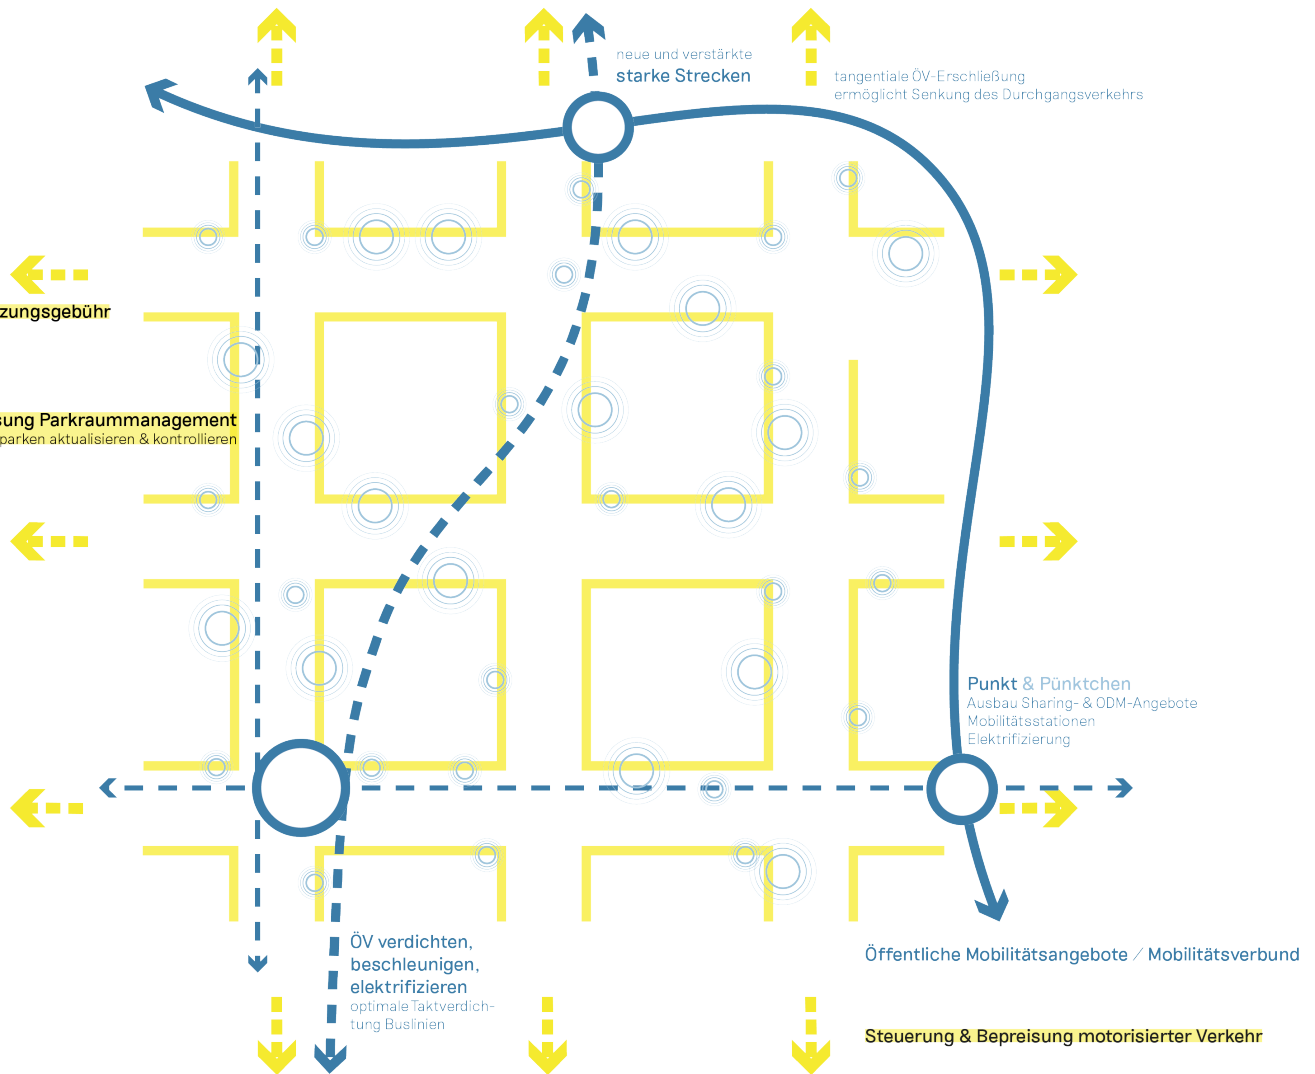 neue und verstärkte
starke Strecken
tangentiale ÖV-Erschließung
ermöglicht Senkung des Durchgangsverkehrs
zungsgebühr
sung Parkraummanagement
parken aktualisieren & kontrollieren
Punkt & Pünktchen
Ausbau Sharing- & ODM-Angebote
Mobilitätsstationen
Elektrifizierung
ÖV verdichten,
beschleunigen,
elektrifizieren
optimale Taktverdich-
tung Buslinien
Öffentliche Mobilitätsangebote / Mobilitätsverbund
Steuerung & Bepreisung motorisierter Verkehr